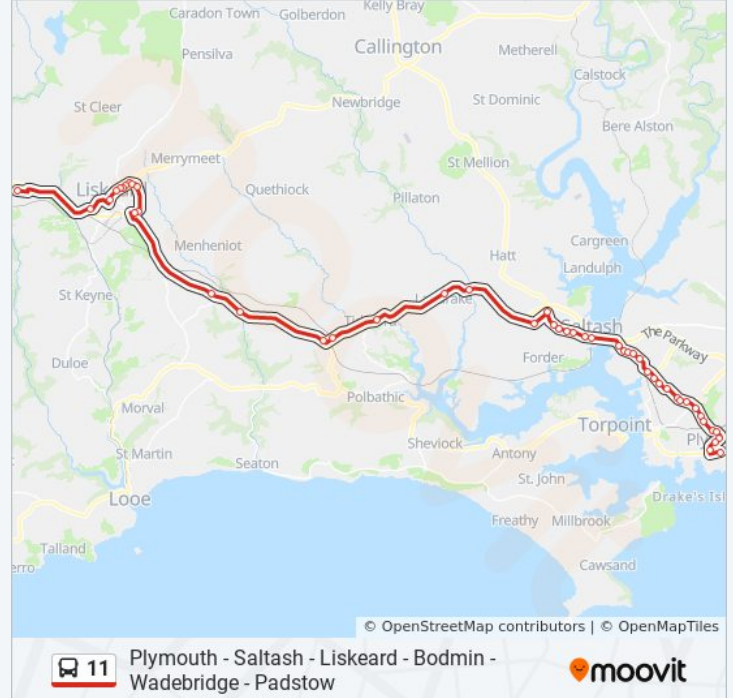 Kelly Bray
Caradon Town
Golberdon
Callington
Metherell
Pensilva
Calstock
St Cleer
Newbridge
St Dominic
Bere Alston
Merrymeet
St Mellion
Quethiock
Pillaton
Cargreen
Menheniot
Hatt
Landulph
St Keyne
Saltash
The Parkway
Forder
Duloe
Polbathic
Morval
Torpoint
St Martin
Sheviock
Antony
Seaton
St. John
Looe
Drake's Isl
Freathy
Millbrook
Talland
Cawsand
erro
© OpenStreetMap contributors | © OpenMapTiles
11
Plymouth - Saltash - Liskeard - Bodmin -
Wadebridge - Padstow
moovit